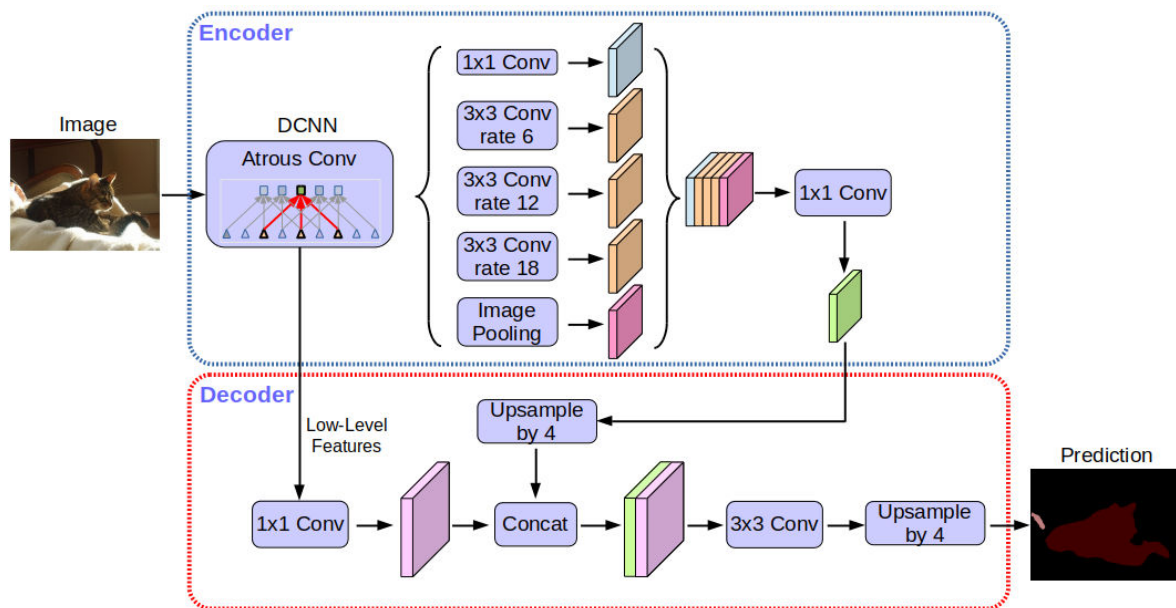 Encoder
Image
DCNN
Atrous Conv
1x1 Conv
3x3 Conv
rate 6
3x3 Conv
rate 12
3x3 Conv
rate 18
Image
Pooling
1x1 Conv
Decoder
Low-Level
Features
Upsample
by 4
1x1 Conv
Concat
3x3 Conv
Upsample
by 4
Prediction